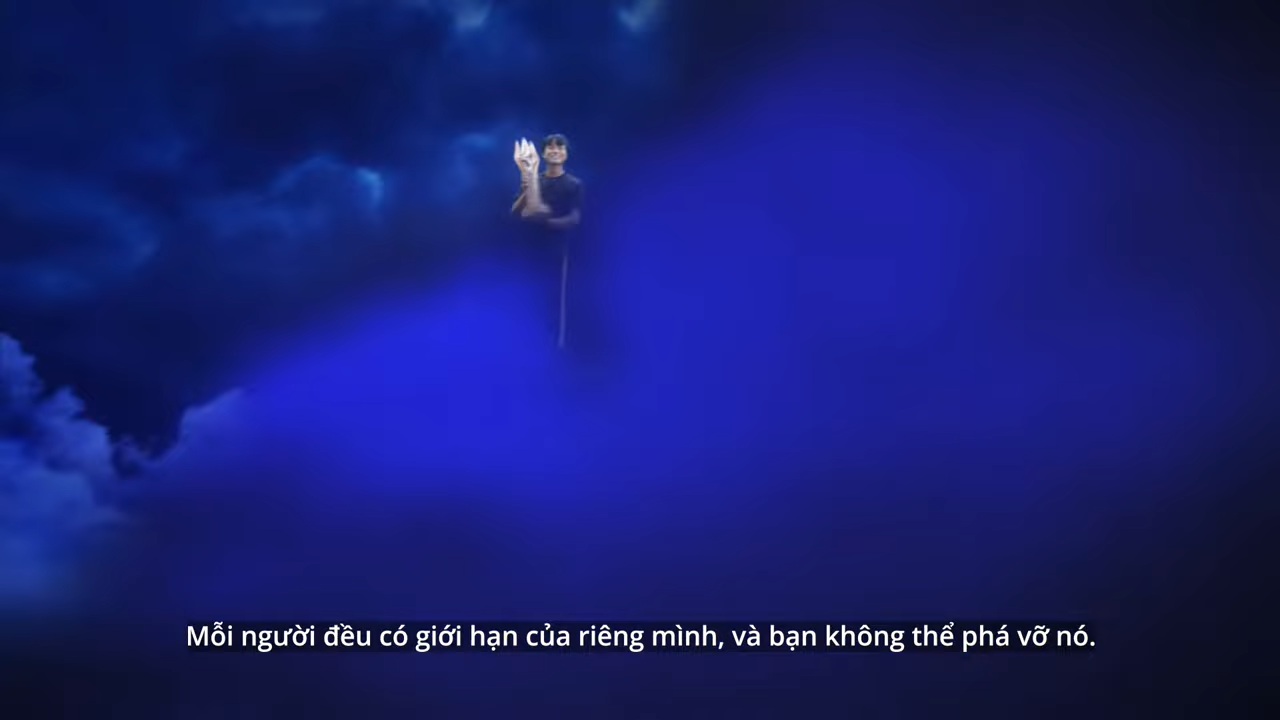 Mỗi người đều có giới hạn của riêng mình, và bạn không thể phá vỡ nó.